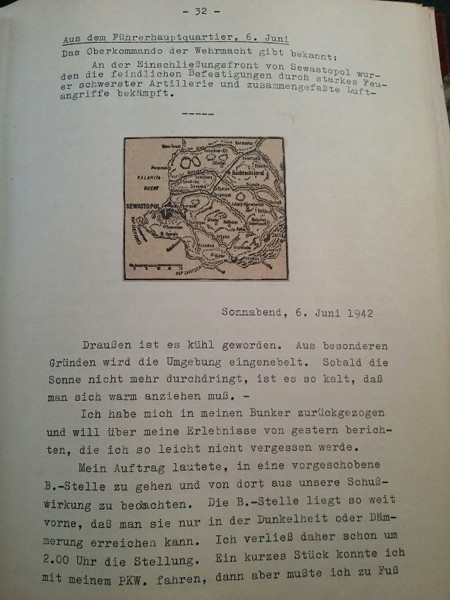 - 32 -
Aus dem Führerhauptquartier, 6. Juni
Das Oberkommando der Wehrmacht gibt bekannt:
An der Einschließungsfront von Sewastopol wur-
den die feindlichen Befestigungen durch starkes Feu-
er schwerster Artillerie und zusammengefaßte Luft-
angriffe bekämpft.
-----
SEWASTOPOL
Sonnabend, 6. Juni 1942
Draußen ist es kühl geworden. Aus besonderen
Gründen wird die Umgebung eingenebelt. Sobald die
Sonne nicht mehr durchdringt, ist es so kalt, daß
man sich warm anziehen muß. -
Ich habe mich in meinen Bunker zurückgezogen
und will über meine Erlebnisse von gestern berich-
ten, die ich so leicht nicht vergessen werde.
Mein Auftrag lautete, in eine vorgeschobene
B.-Stelle zu gehen und von dort aus unsere Schuß-
wirkung zu beobachten. Die B.-Stelle liegt so weit
vorne, daß man sie nur in der Dunkelheit oder Däm-
merung erreichen kann. Ich verließ daher schon um
2.00 Uhr die Stellung. Ein kurzes Stück konnte ich
mit meinem PKW. fahren, dann aber mußte ich zu Fuß